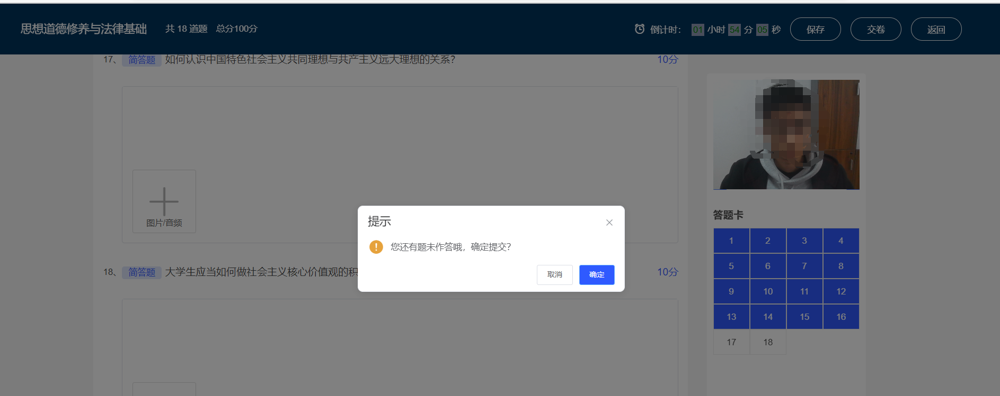 思想道德修养与法律基础 共 18 道题 总分100分 倒计时： 01 小时 54 分 05 秒 保存 交卷 返回
17、 简答题 如何认识中国特色社会主义共同理想与共产主义远大理想的关系？ 10分
图片/音频
18、 简答题 大学生应当如何做社会主义核心价值观的积 10分
提示
您还有题未作答哦，确定提交？
取消 确定
答题卡
1 2 3 4
5 6 7 8
9 10 11 12
13 14 15 16
17 18